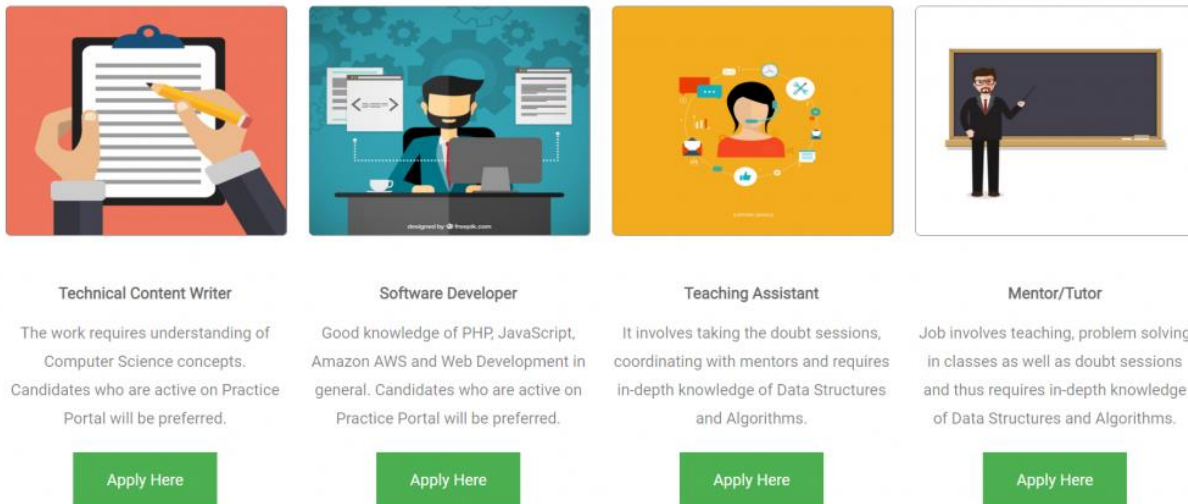 designed by freepik.com
Technical Content Writer
The work requires understanding of
Computer Science concepts.
Candidates who are active on Practice
Portal will be preferred.
Apply Here
Software Developer
Good knowledge of PHP, JavaScript,
Amazon AWS and Web Development in
general. Candidates who are active on
Practice Portal will be preferred.
Apply Here
Teaching Assistant
It involves taking the doubt sessions,
coordinating with mentors and requires
in-depth knowledge of Data Structures
and Algorithms.
Apply Here
Mentor/Tutor
Job involves teaching, problem solving
in classes as well as doubt sessions
and thus requires in-depth knowledge
of Data Structures and Algorithms.
Apply Here